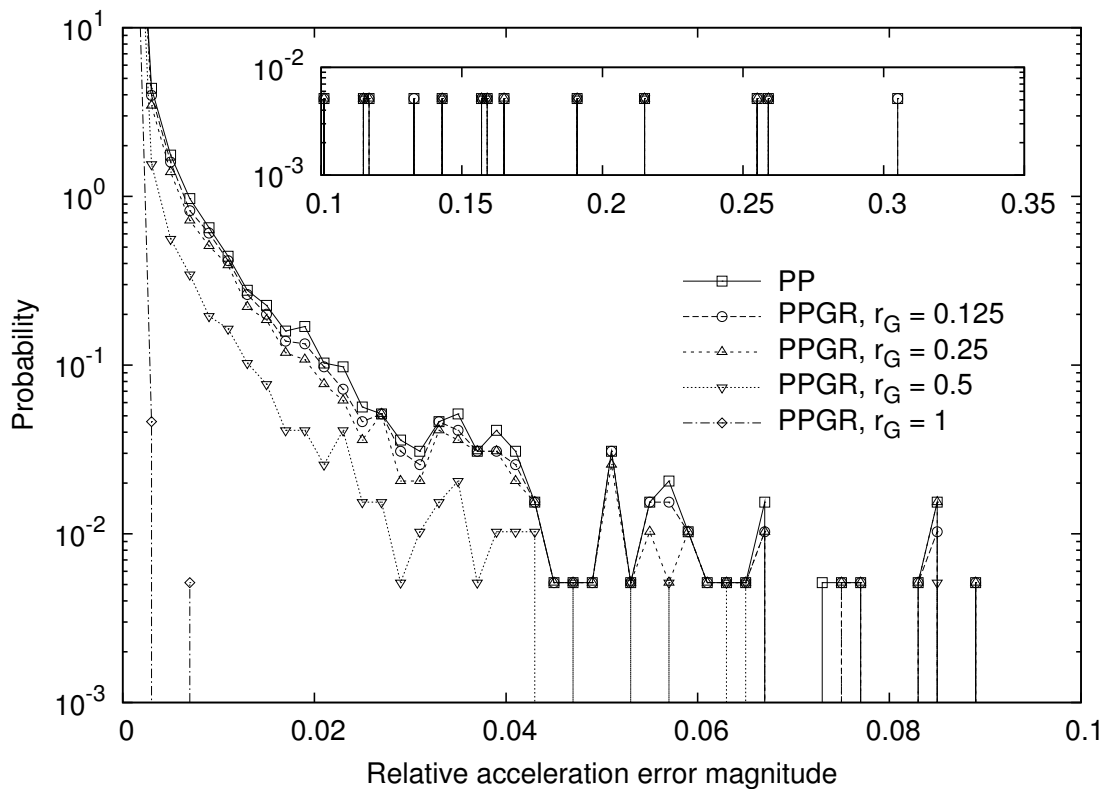 10^1
10^0
10^-1
10^-2
10^-3
Probability
0 0.02 0.04 0.06 0.08 0.1
Relative acceleration error magnitude
10^-2
10^-3
0.1 0.15 0.2 0.25 0.3 0.35
PP
PPGR, r_G = 0.125
PPGR, r_G = 0.25
PPGR, r_G = 0.5
PPGR, r_G = 1